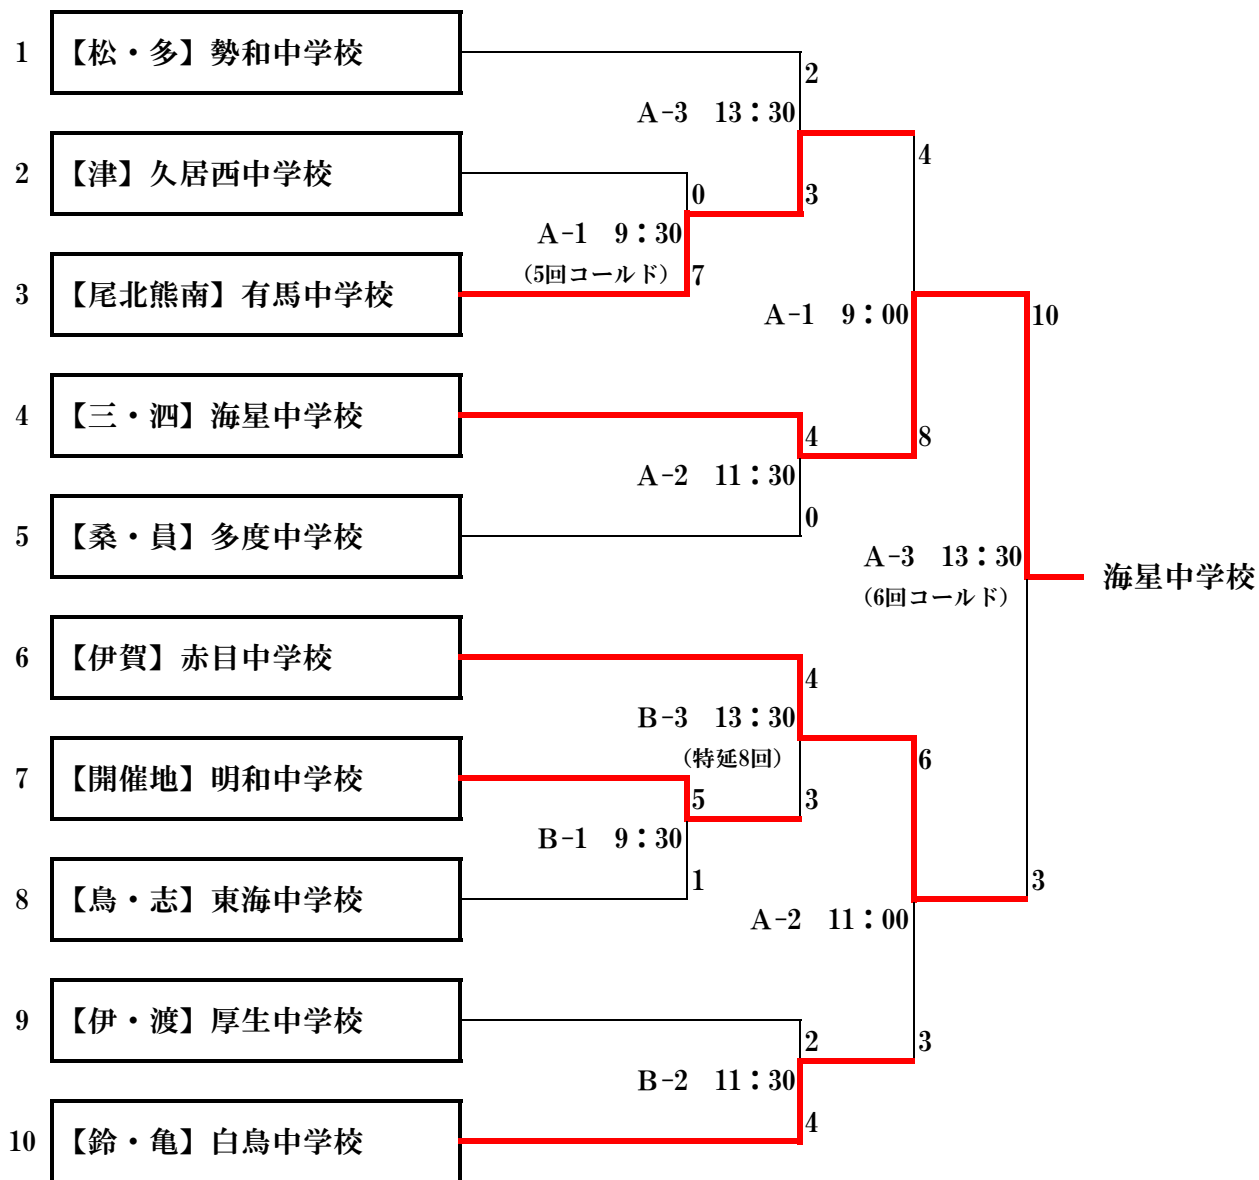 1 【松・多】勢和中学校
2
A-3 13：30
4
2 【津】久居西中学校
0
3
A-1 9：30
（5回コールド）
7
3 【尾北熊南】有馬中学校
A-1 9：00
10
4 【三・泗】海星中学校
4
8
A-2 11：30
0
5 【桑・員】多度中学校
A-3 13：30
（6回コールド）
海星中学校
6 【伊賀】赤目中学校
4
B-3 13：30
（特延8回）
6
7 【開催地】明和中学校
5
3
B-1 9：30
1
3
8 【鳥・志】東海中学校
A-2 11：00
9 【伊・渡】厚生中学校
2
3
B-2 11：30
4
10 【鈴・亀】白鳥中学校